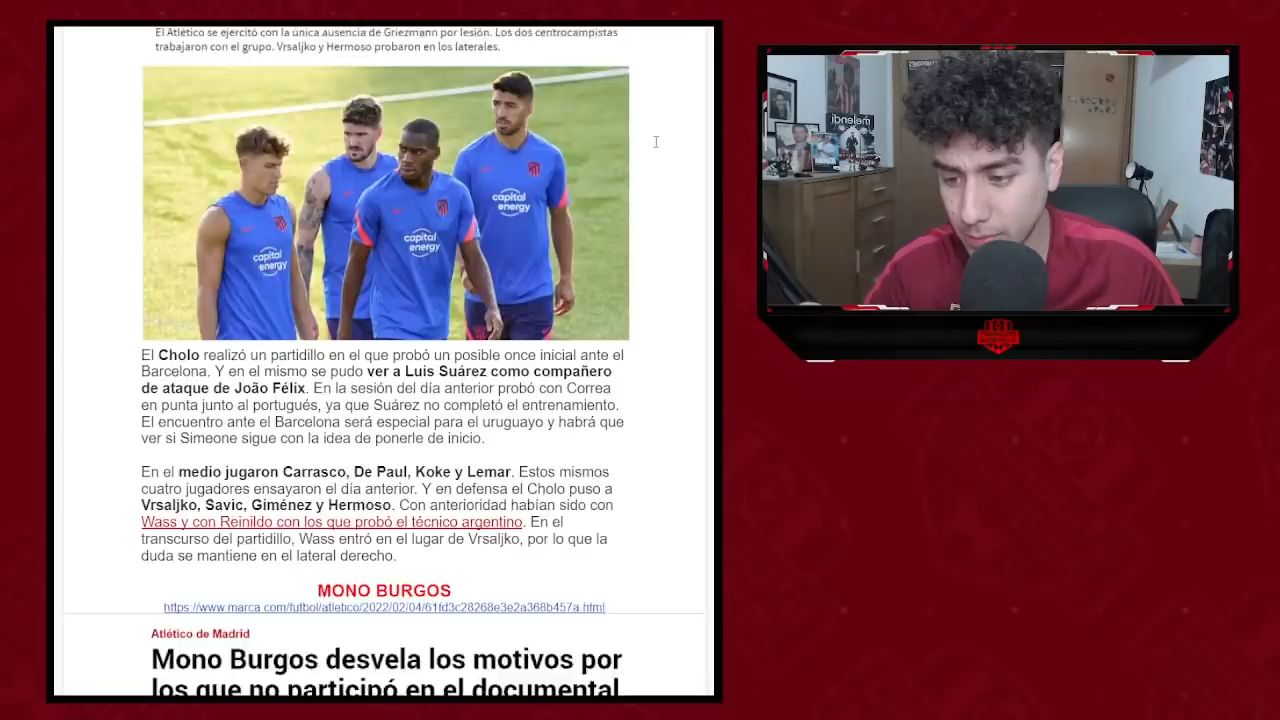 El Atlético se ejercitó con la única ausencia de Griezmann por lesión. Los dos centrocampistas
trabajaron con el grupo. Vrsaljko y Hermoso probaron en los laterales.
capital
energy
capital
energy
capital
energy
El Cholo realizó un partidillo en el que probó un posible once inicial ante el
Barcelona. Y en el mismo se pudo ver a Luis Suárez como compañero
de ataque de João Félix. En la sesión del día anterior probó con Correa
en punta junto al portugués, ya que Suárez no completó el entrenamiento.
El encuentro ante el Barcelona será especial para el uruguayo y habrá que
ver si Simeone sigue con la idea de ponerle de inicio.
En el medio jugaron Carrasco, De Paul, Koke y Lemar. Estos mismos
cuatro jugadores ensayaron el día anterior. Y en defensa el Cholo puso a
Vrsaljko, Savic, Giménez y Hermoso. Con anterioridad habían sido con
Wass y con Reinildo con los que probó el técnico argentino. En el
transcurso del partidillo, Wass entró en el lugar de Vrsaljko, por lo que la
duda se mantiene en el lateral derecho.
MONO BURGOS
https://www.marca.com/futbol/atletico/2022/02/04/61fd3c28268e3e2a368b457a.html
Atlético de Madrid
Mono Burgos desvela los motivos por
los que no participó en el documental
melendi